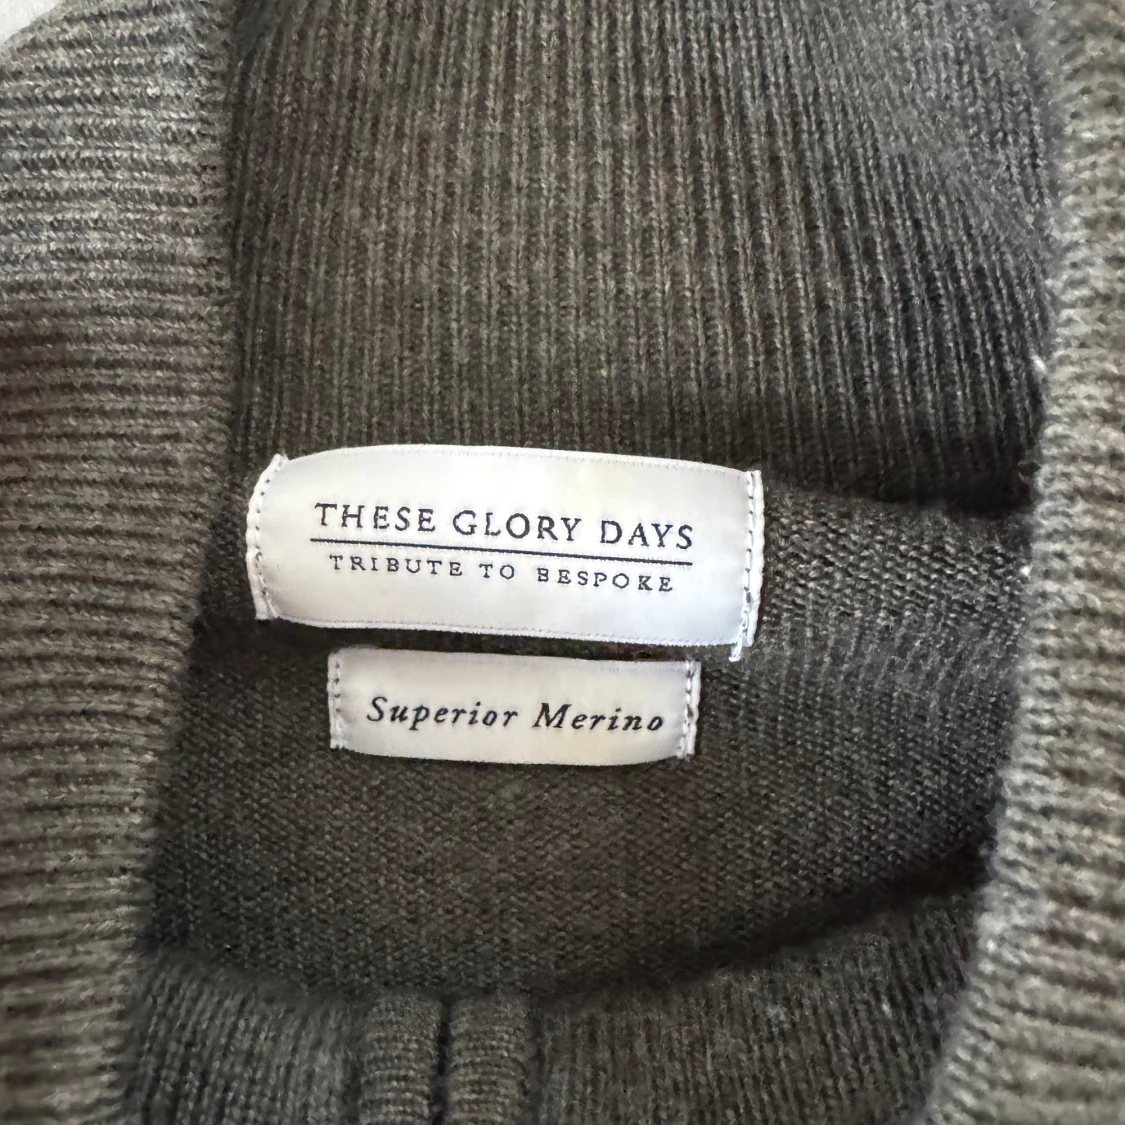 THESE GLORY DAYS
TRIBUTE TO BESPOKE
Superior Merino